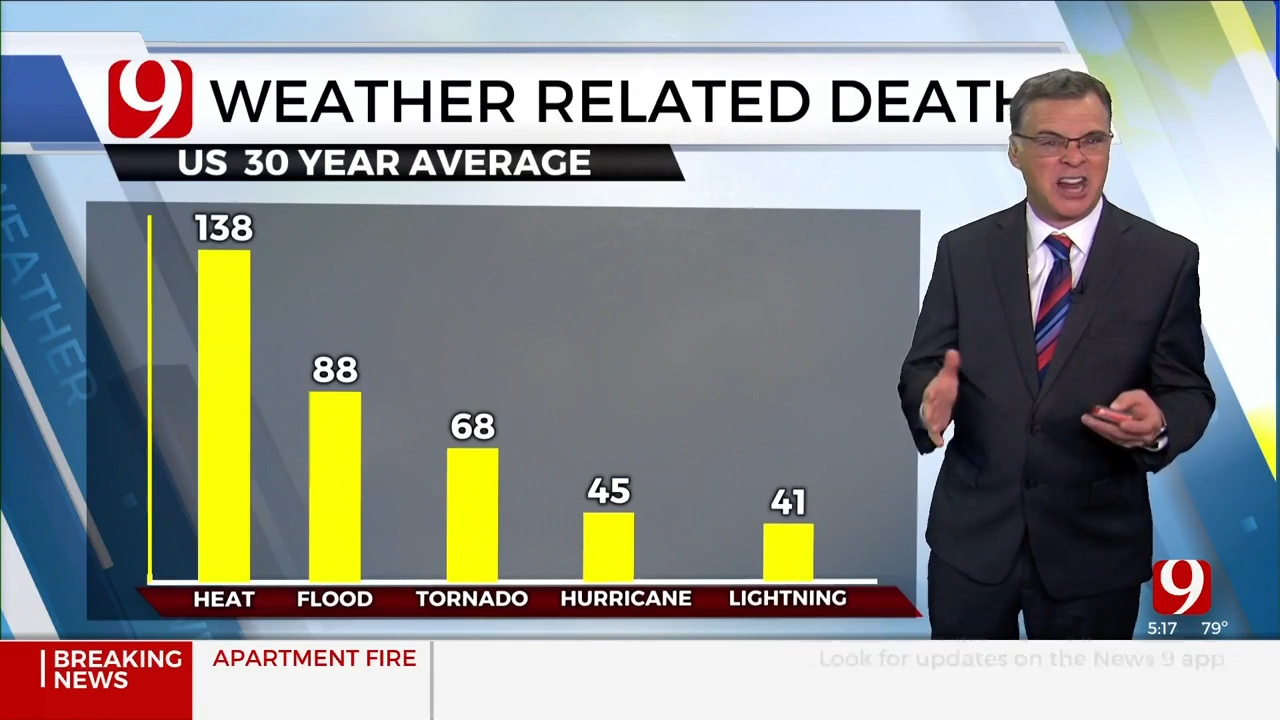 9 WEATHER RELATED DEATH
US 30 YEAR AVERAGE
WEATHER
138
88
68
45
41
HEAT FLOOD TORNADO HURRICANE LIGHTNING
9
5:17 79°
BREAKING NEWS
APARTMENT FIRE
Look for updates on the News 9 app